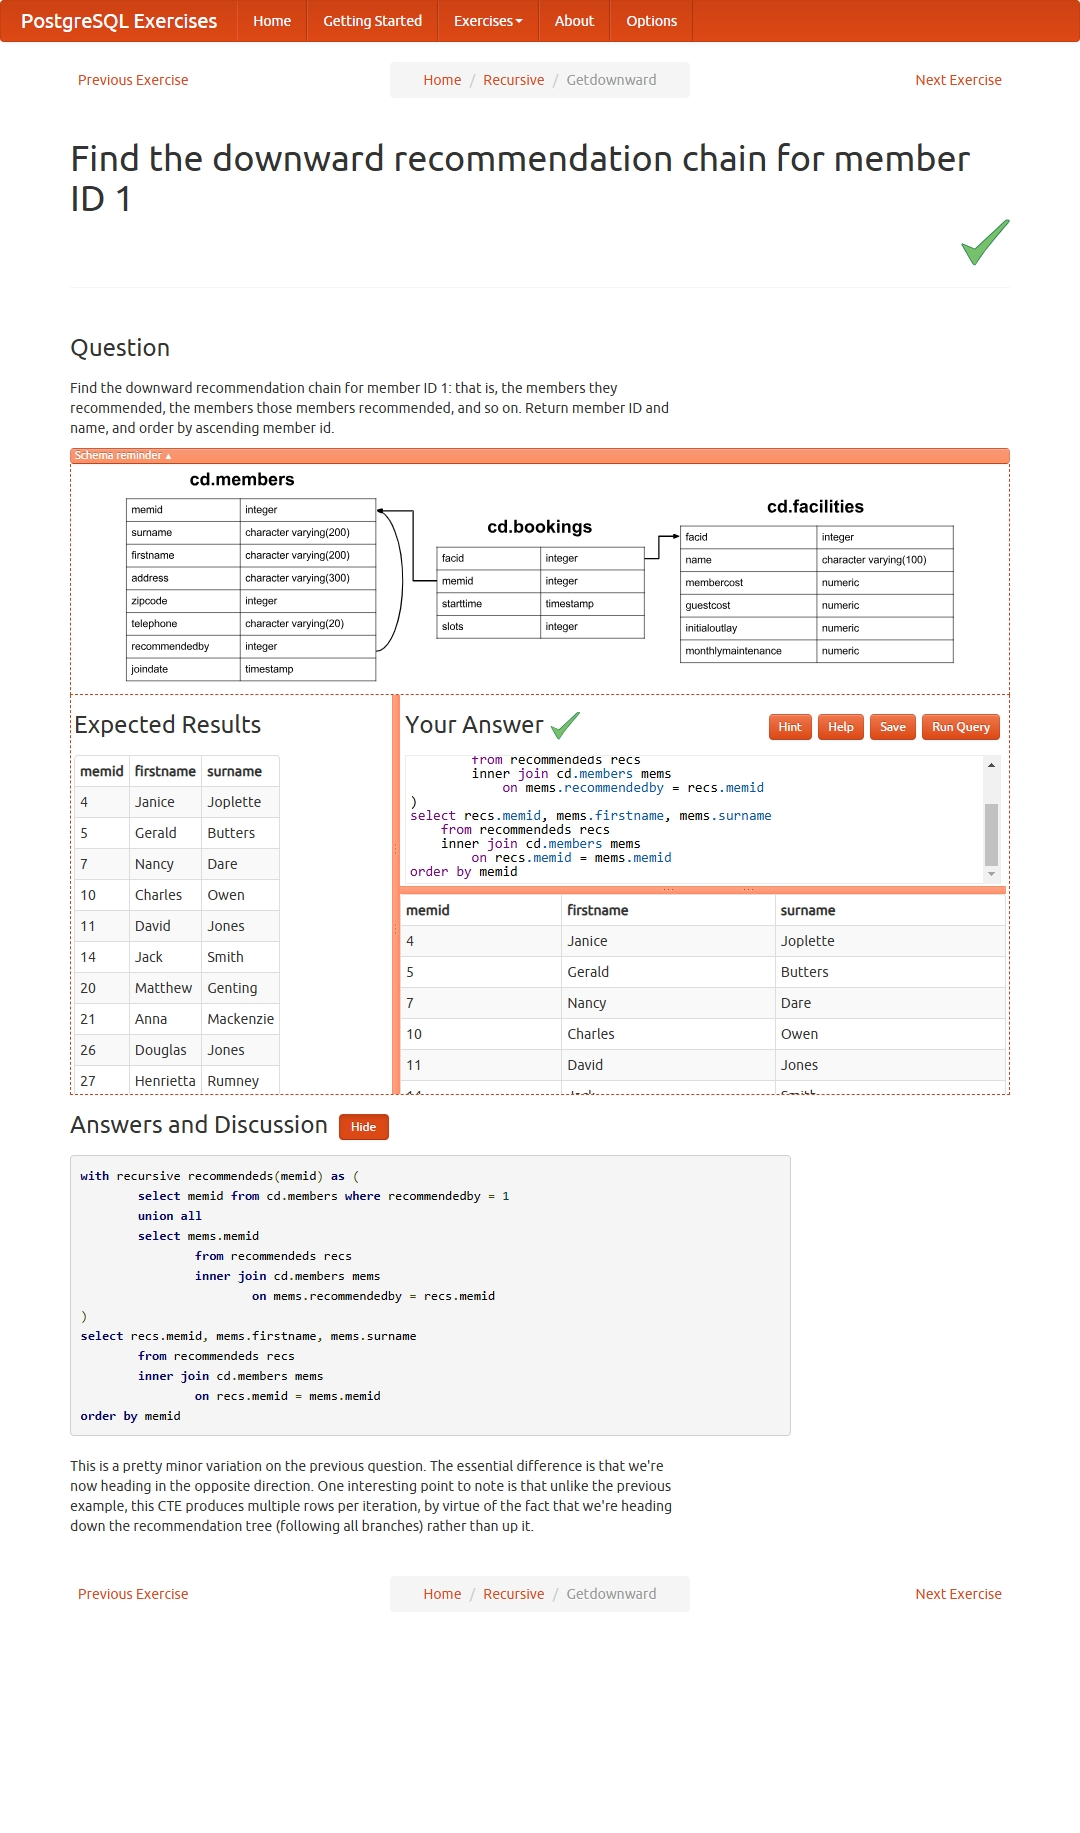 PostgreSQL Exercises Home Getting Started Exercises About Options
Previous Exercise Home / Recursive / Getdownward Next Exercise
Find the downward recommendation chain for member
ID 1
Question
Find the downward recommendation chain for member ID 1: that is, the members they
recommended, the members those members recommended, and so on. Return member ID and
name, and order by ascending member id.
Schema reminder
cd.members
memid integer
surname character varying(200)
firstname character varying(200)
address character varying(300)
zipcode integer
telephone character varying(20)
recommendedby integer
joindate timestamp
cd.bookings
facid integer
memid integer
starttime timestamp
slots integer
cd.facilities
facid integer
name character varying(100)
membercost numeric
guestcost numeric
initialoutlay numeric
monthlymaintenance numeric
Expected Results
memid firstname surname
4 Janice Joplette
5 Gerald Butters
7 Nancy Dare
10 Charles Owen
11 David Jones
14 Jack Smith
20 Matthew Genting
21 Anna Mackenzie
26 Douglas Jones
27 Henrietta Rumney
Your Answer Hint Help Save Run Query
from recommendeds recs
inner join cd.members mems
on mems.recommendedby = recs.memid
)
select recs.memid, mems.firstname, mems.surname
from recommendeds recs
inner join cd.members mems
on recs.memid = mems.memid
order by memid
memid firstname surname
4 Janice Joplette
5 Gerald Butters
7 Nancy Dare
10 Charles Owen
11 David Jones
14 Jack Smith
Answers and Discussion Hide
with recursive recommendeds(memid) as (
select memid from cd.members where recommendedby = 1
union all
select mems.memid
from recommendeds recs
inner join cd.members mems
on mems.recommendedby = recs.memid
)
select recs.memid, mems.firstname, mems.surname
from recommendeds recs
inner join cd.members mems
on recs.memid = mems.memid
order by memid
This is a pretty minor variation on the previous question. The essential difference is that we're
now heading in the opposite direction. One interesting point to note is that unlike the previous
example, this CTE produces multiple rows per iteration, by virtue of the fact that we're heading
down the recommendation tree (following all branches) rather than up it.
Previous Exercise Home / Recursive / Getdownward Next Exercise